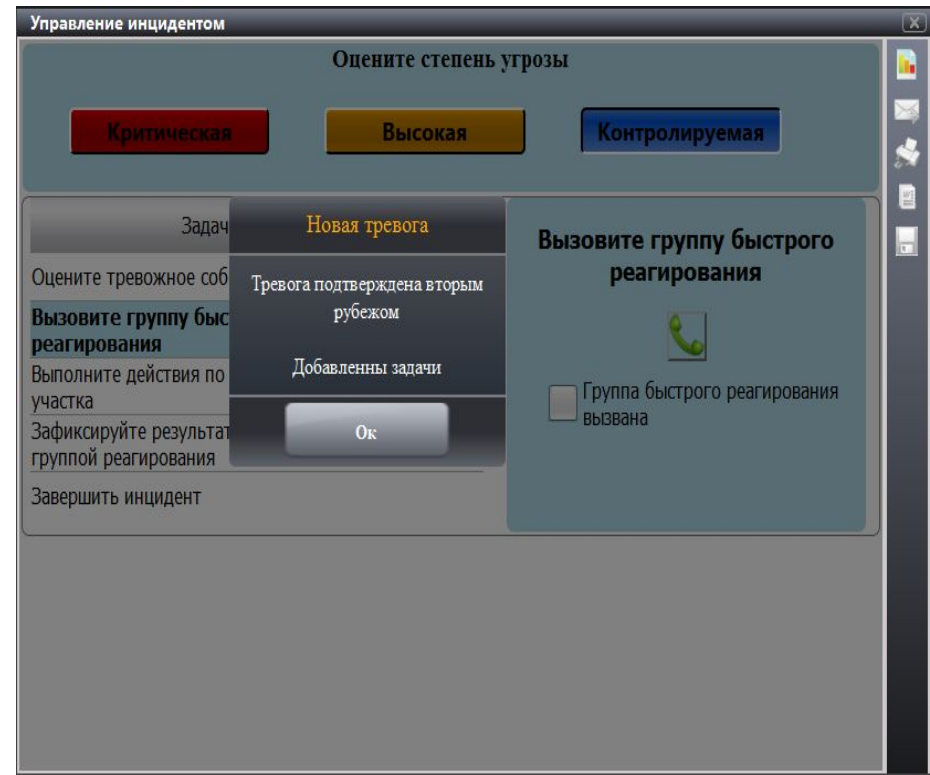 Управление инцидентом
Оцените степень угрозы
Критическая
Высокая
Контролируемая
Задач
Оцените тревожное соб
Вызовите группу быс
реагирования
Выполните действия по
участка
Зафиксируйте результат
группой реагирования
Завершить инцидент
Новая тревога
Тревога подтверждена вторым
рубежом
Добавленны задачи
Ок
Вызовите группу быстрого
реагирования
Группа быстрого реагирования
вызвана